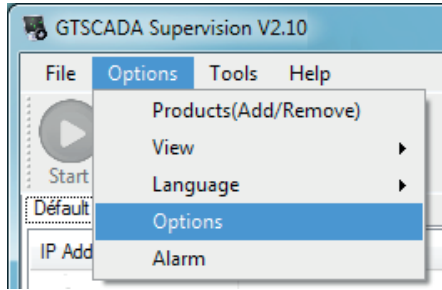 GTSCADA Supervision V2.10
File Options Tools Help
Products(Add/Remove)
View
Start
Language
Défault
Options
IP Add
Alarm